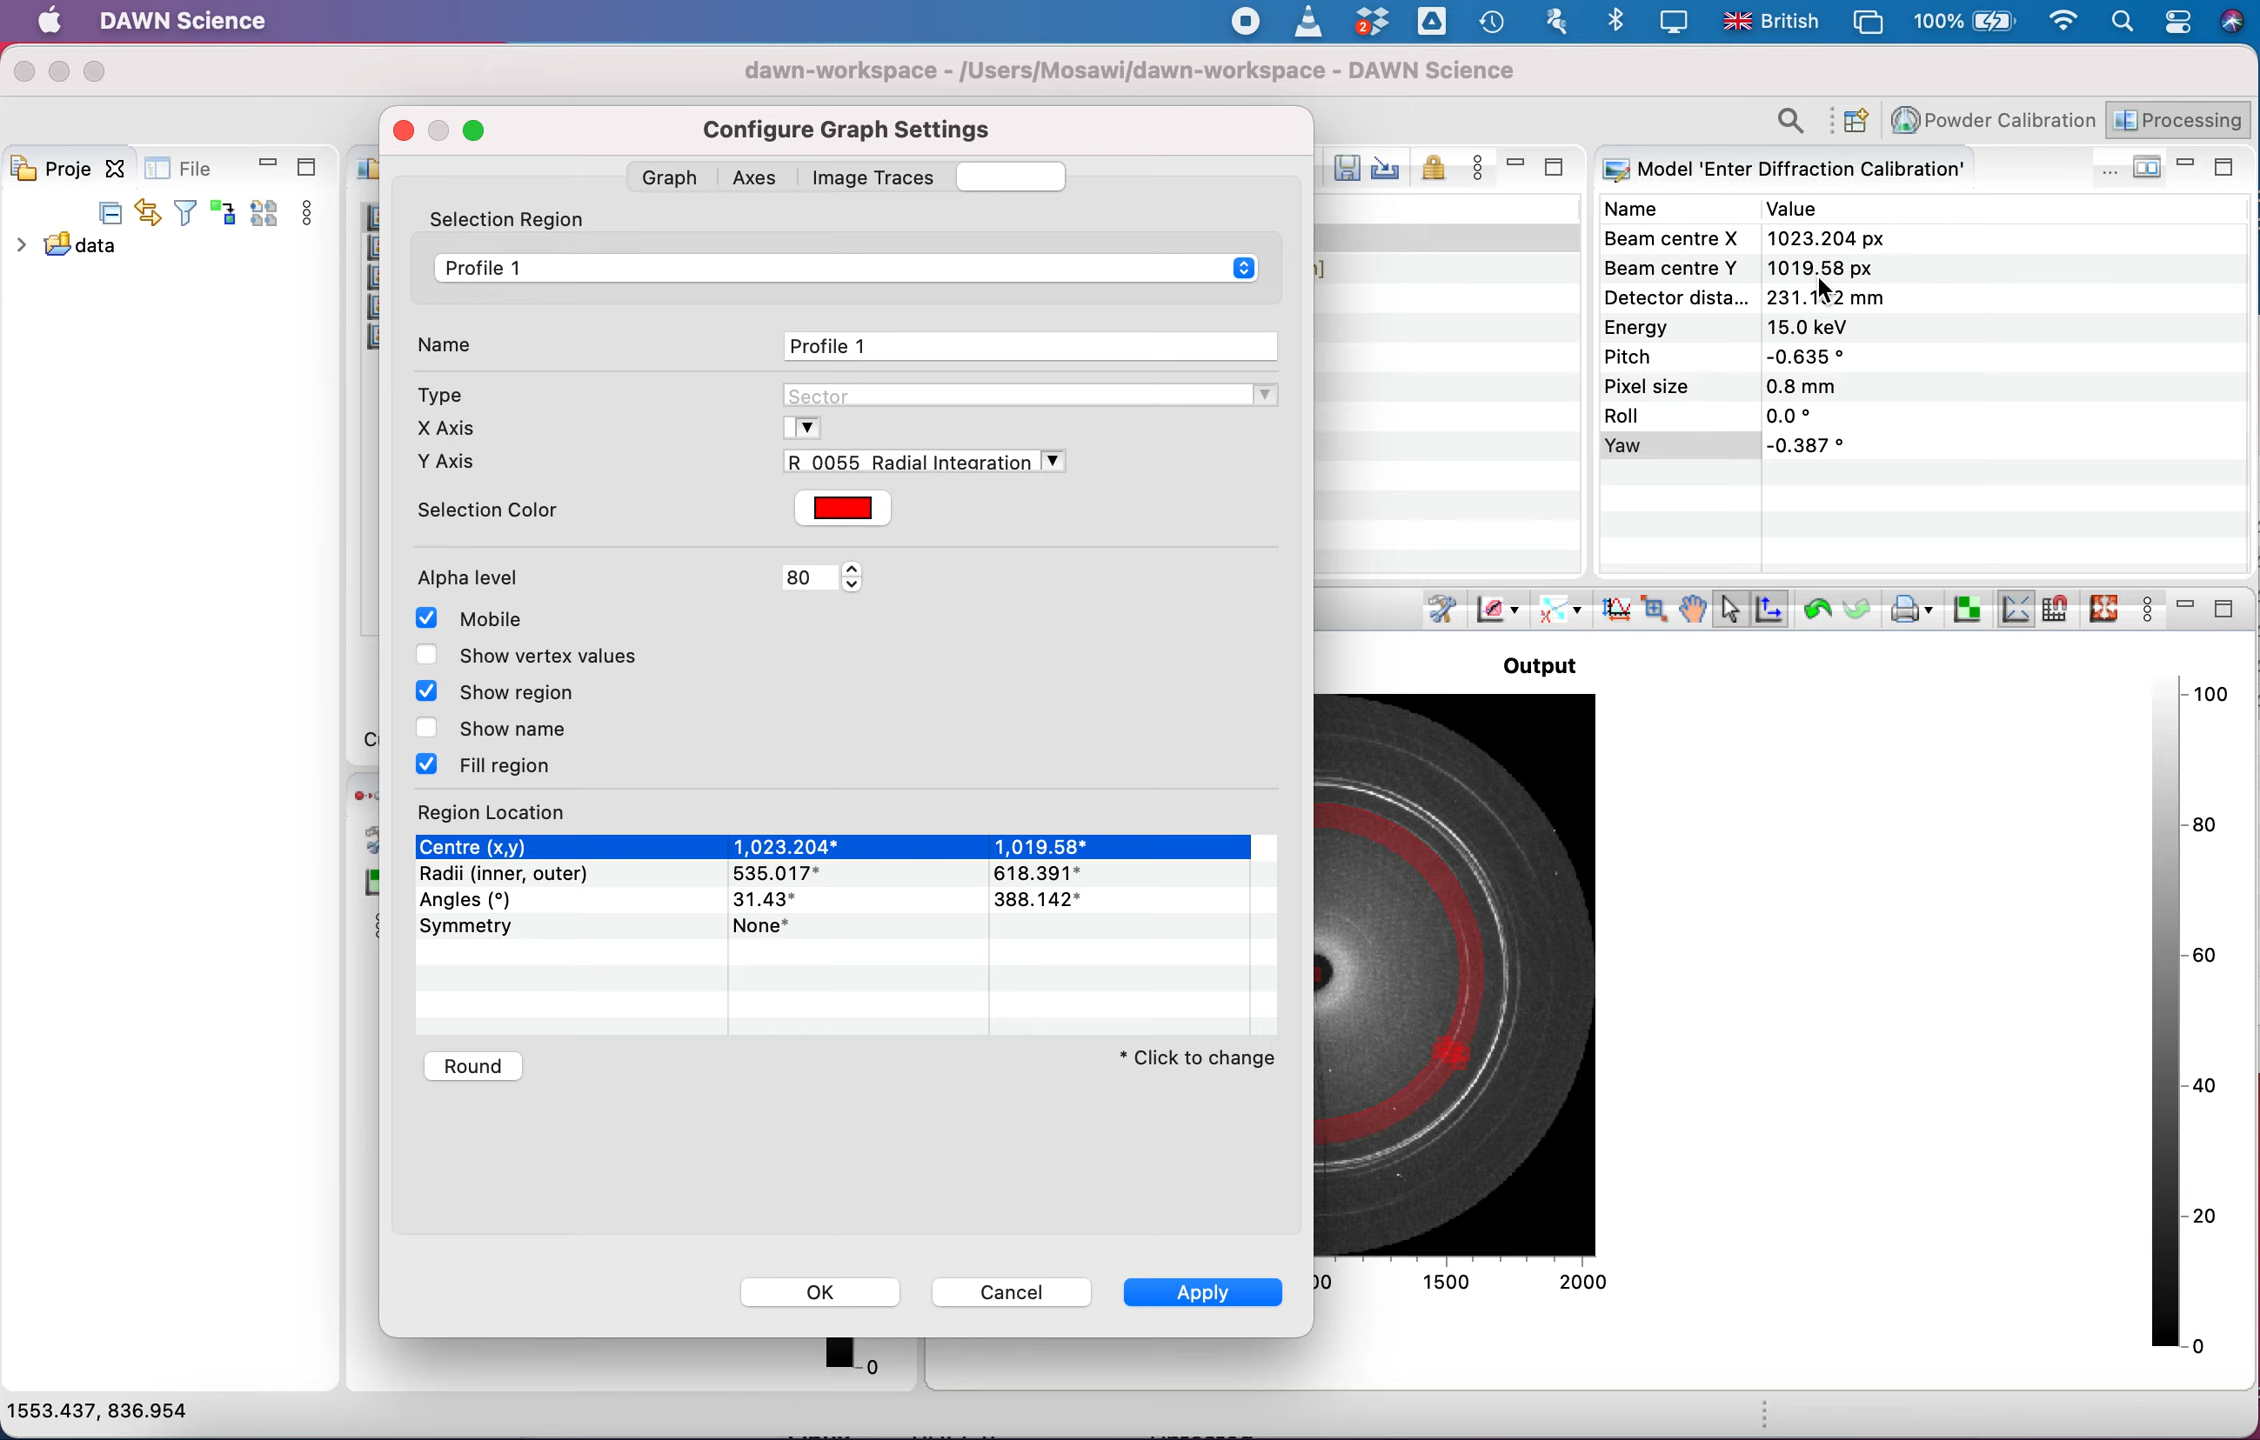 DAWN Science
2
British
100%
dawn-workspace - /Users/Mosawi/dawn-workspace - DAWN Science
Powder Calibration
Processing
Proje
File
data
Configure Graph Settings
Graph
Axes
Image Traces
Selection Region
Profile 1
Name
Profile 1
Type
Sector
X Axis
Y Axis
R_0055_Radial Integration
Selection Color
Alpha level
80
Mobile
Show vertex values
Show region
Show name
Fill region
Region Location
Centre (x,y) 1,023.204* 1,019.58*
Radii (inner, outer) 535.017* 618.391*
Angles (°) 31.43* 388.142*
Symmetry None*
Round
* Click to change
OK
Cancel
Apply
0
Model 'Enter Diffraction Calibration'
...
Name Value
Beam centre X 1023.204 px
Beam centre Y 1019.58 px
Detector dista... mm
Energy 15.0 keV
Pitch -0.635 °
Pixel size 0.8 mm
Roll 0.0 °
Yaw -0.387 °
Output
100
80
60
40
20
0
1500
2000
1553.437, 836.954